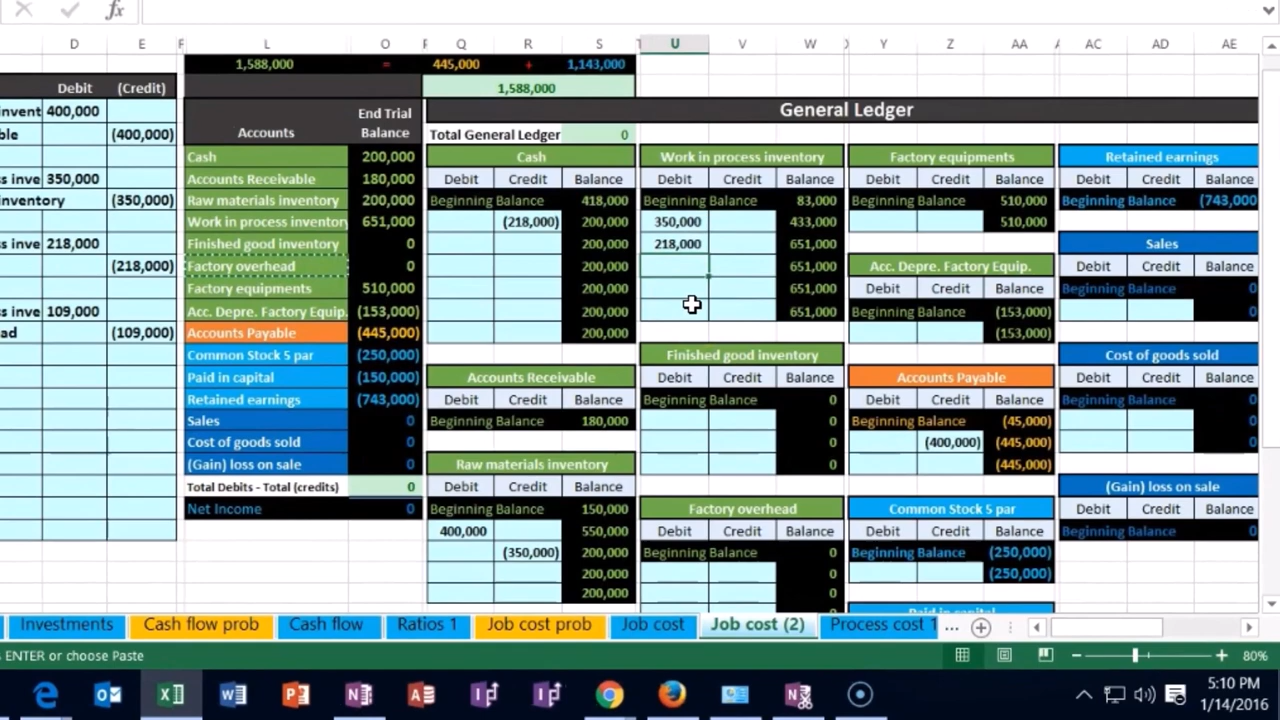 fx
D E F L O R Q R S T U V W X Y Z AA A AC AD AE
1,588,000 = 445,000 + 1,143,000
Debit (Credit) 1,588,000
invent 400,000 End Trial General Ledger
ble (400,000) Accounts Balance Total General Ledger 0
Cash 200,000 Cash Work in process inventory Factory equipments Retained earnings
s inve 350,000 Accounts Receivable 180,000 Debit Credit Balance Debit Credit Balance Debit Credit Balance Debit Credit Balance
inventory (350,000) Raw materials inventory 200,000 Beginning Balance 418,000 Beginning Balance 83,000 Beginning Balance 510,000 Beginning Balance (743,000
Work in process inventory 651,000 (218,000) 200,000 350,000 433,000 510,000
s inve 218,000 Finished good inventory 0 200,000 218,000 651,000 Sales
(218,000) Factory overhead 0 200,000 651,000 Acc. Depre. Factory Equip. Debit Credit Balance
Factory equipments 510,000 200,000 651,000 Debit Credit Balance Beginning Balance 0
s inve 109,000 Acc. Depre. Factory Equip. (153,000) 200,000 651,000 Beginning Balance (153,000) 0
ad (109,000) Accounts Payable (445,000) 200,000 (153,000)
Common Stock 5 par (250,000) Finished good inventory Cost of goods sold
Paid in capital (150,000) Accounts Receivable Debit Credit Balance Accounts Payable Debit Credit Balance
Retained earnings (743,000) Debit Credit Balance Beginning Balance 0 Debit Credit Balance Beginning Balance 0
Sales 0 Beginning Balance 180,000 0 Beginning Balance (45,000) 0
Cost of goods sold 0 0 (400,000) (445,000) 0
(Gain) loss on sale 0 Raw materials inventory 0 (445,000)
Total Debits - Total (credits) 0 Debit Credit Balance (Gain) loss on sale
Net Income 0 Beginning Balance 150,000 Factory overhead Common Stock 5 par Debit Credit Balance
400,000 550,000 Debit Credit Balance Debit Credit Balance Beginning Balance 0
(350,000) 200,000 Beginning Balance 0 Beginning Balance (250,000)
200,000 0 (250,000)
200,000 0
Paid in capital
Investments Cash flow prob Cash flow Ratios 1 Job cost prob Job cost Job cost (2) Process cost 1 ...
ENTER or choose Paste 80%
5:10 PM
1/14/2016